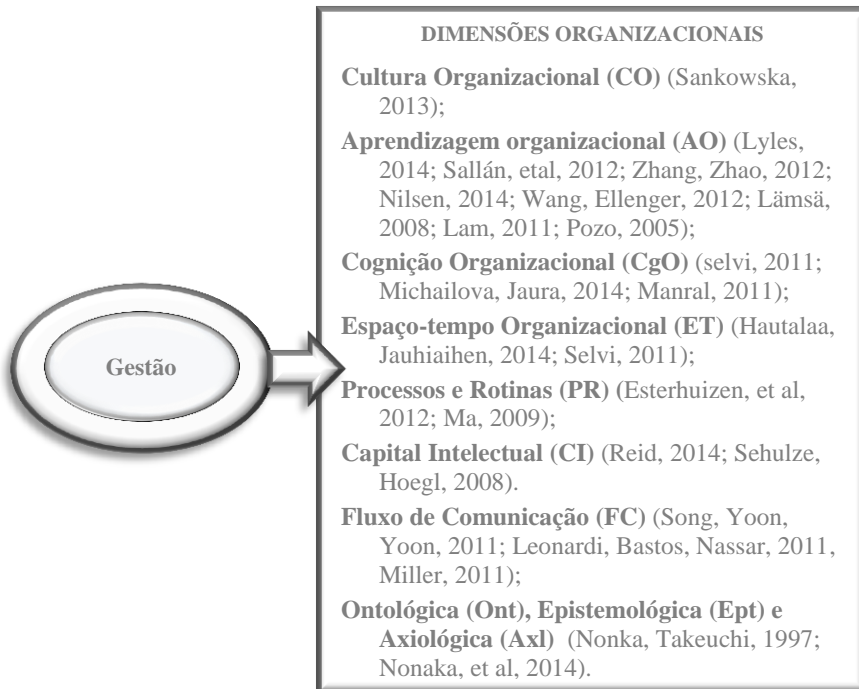 DIMENSÕES ORGANIZACIONAIS
Cultura Organizacional (CO) (Sankowska,
2013);
Aprendizagem organizacional (AO) (Lyles,
2014; Sallán, etal, 2012; Zhang, Zhao, 2012;
Nilsen, 2014; Wang, Ellenger, 2012; Lämsä,
2008; Lam, 2011; Pozo, 2005);
Cognição Organizacional (CgO) (selvi, 2011;
Michailova, Jaura, 2014; Manral, 2011);
Espaço-tempo Organizacional (ET) (Hautalaa,
Jauhiaihen, 2014; Selvi, 2011);
Processos e Rotinas (PR) (Esterhuizen, et al,
2012; Ma, 2009);
Capital Intelectual (CI) (Reid, 2014; Sehulze,
Hoegl, 2008).
Fluxo de Comunicação (FC) (Song, Yoon,
Yoon, 2011; Leonardi, Bastos, Nassar, 2011,
Miller, 2011);
Ontológica (Ont), Epistemológica (Ept) e
Axiológica (Axl) (Nonka, Takeuchi, 1997;
Nonaka, et al, 2014).
Gestão